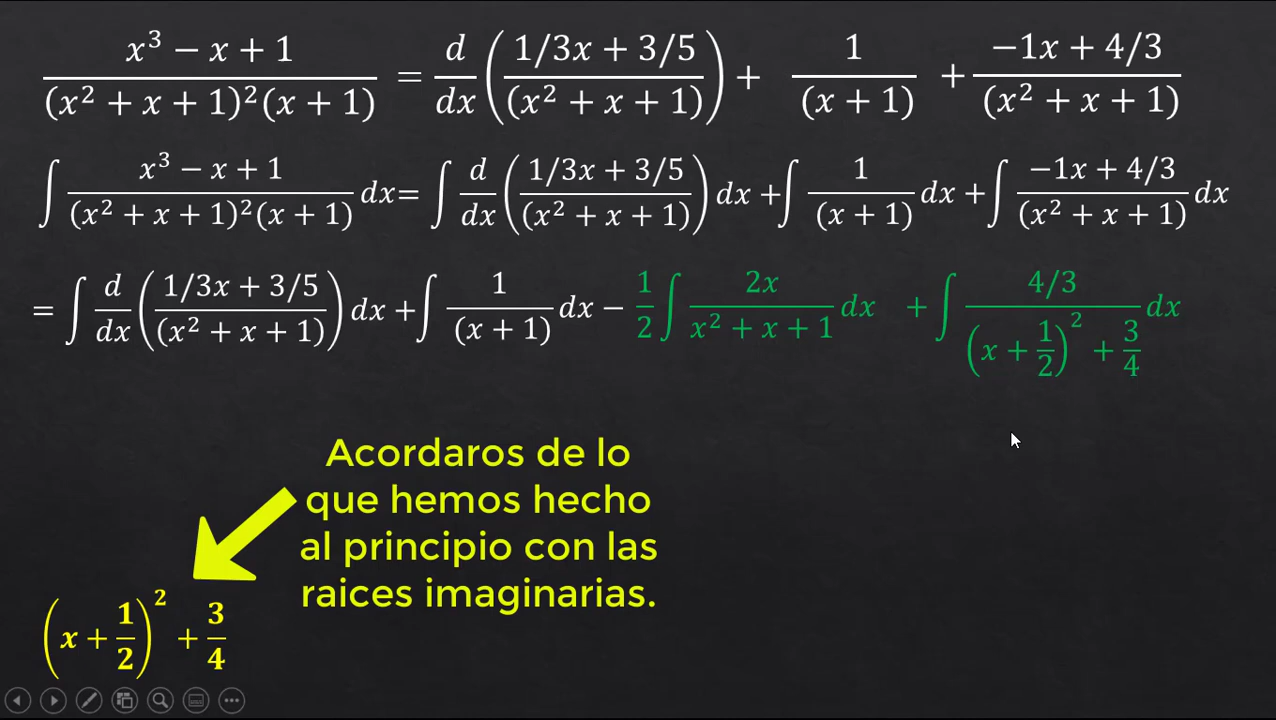 x³ − x + 1 / (x² + x + 1)²(x + 1) = d/dx ( 1/3x + 3/5 / (x² + x + 1) ) + 1 / (x + 1) + −1x + 4/3 / (x² + x + 1)
∫ x³ − x + 1 / (x² + x + 1)²(x + 1) dx = ∫ d/dx ( 1/3x + 3/5 / (x² + x + 1) ) dx + ∫ 1 / (x + 1) dx + ∫ −1x + 4/3 / (x² + x + 1) dx
= ∫ d/dx ( 1/3x + 3/5 / (x² + x + 1) ) dx + ∫ 1 / (x + 1) dx − 1/2 ∫ 2x / x² + x + 1 dx + ∫ 4/3 / (x + 1/2)² + 3/4 dx
Acordaros de lo
que hemos hecho
al principio con las
raices imaginarias.
(x + 1/2)² + 3/4